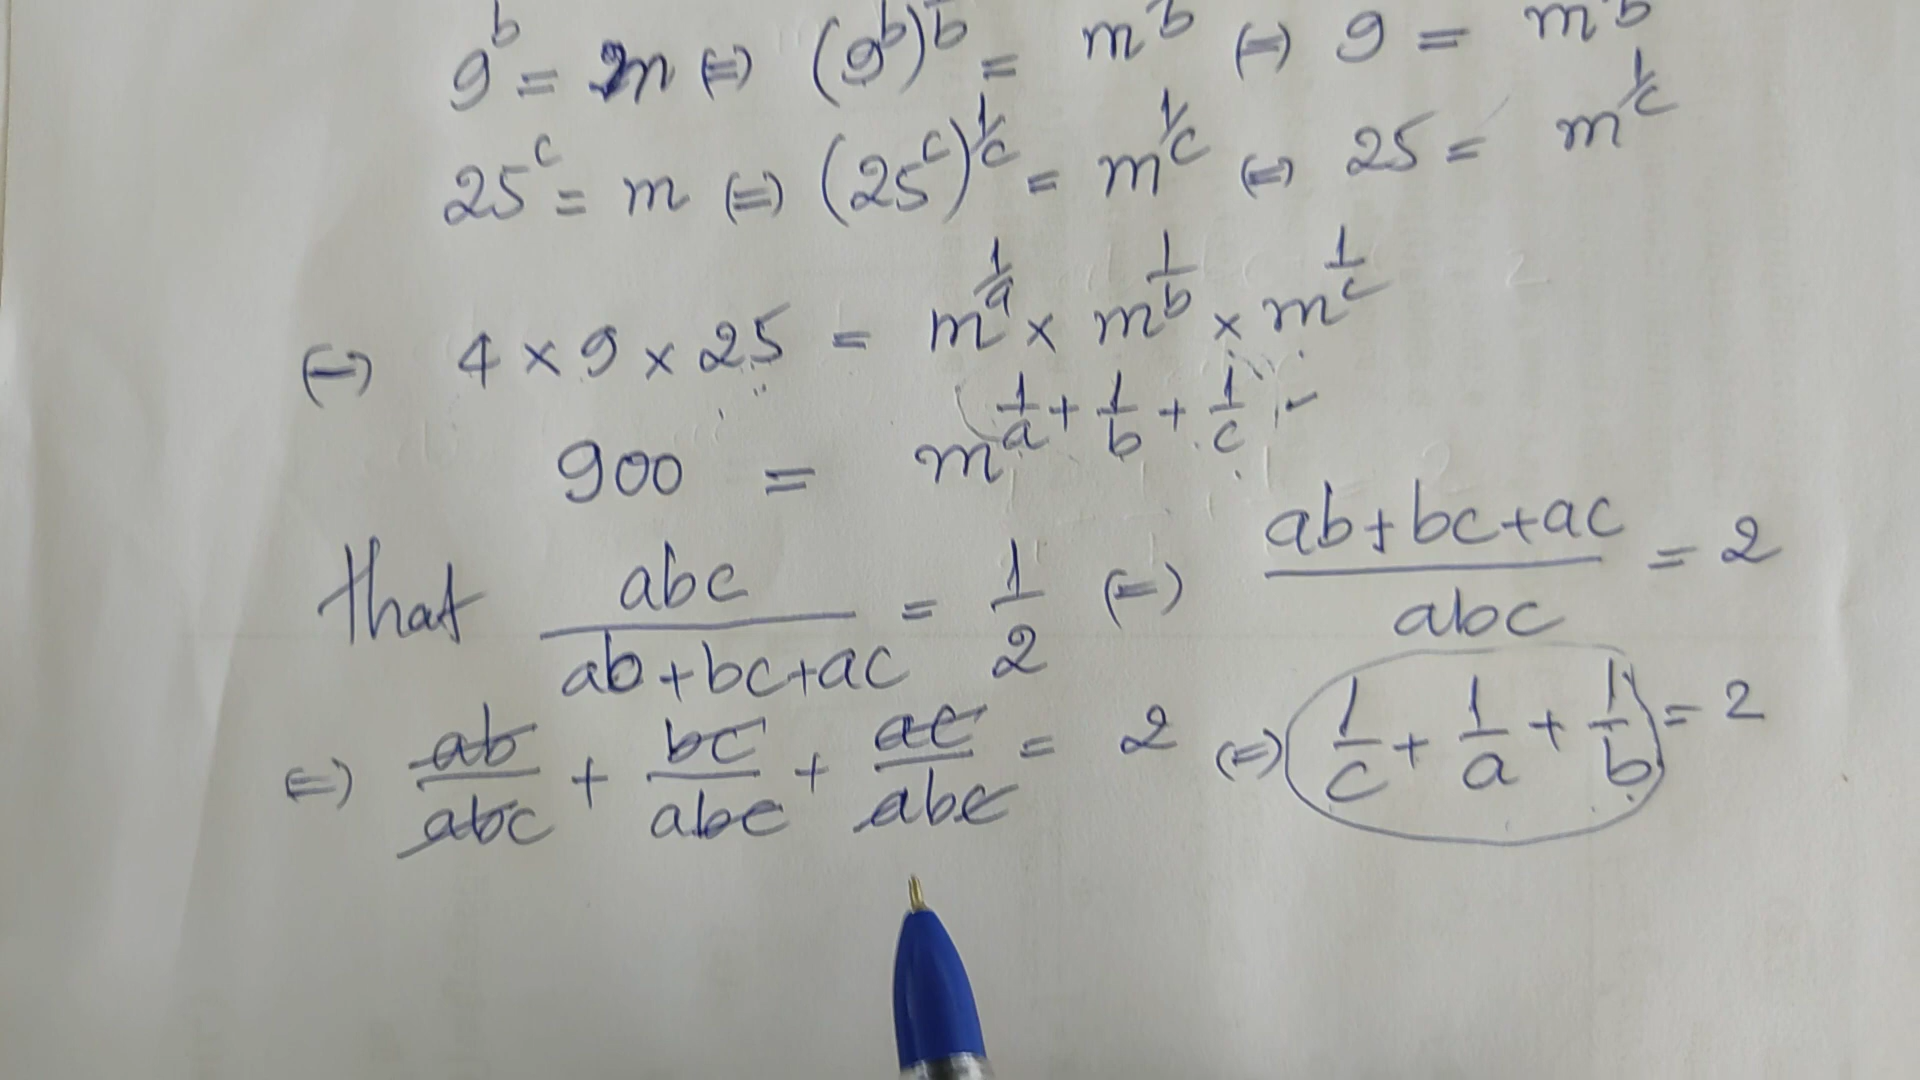 9^b = m (=) (9^b)^1/b = m^1/b (=) 9 = m^1/b
25^c = m (=) (25^c)^1/c = m^1/c (=) 25 = m^1/c
(=) 4 × 9 × 25 = m^1/a × m^1/b × m^1/c
900 = m^1/a + 1/b + 1/c
that abc/ab+bc+ac = 1/2 (=) ab+bc+ac/abc = 2
(=) ab/abc + bc/abc + ac/abc = 2 (=) 1/c + 1/a + 1/b = 2